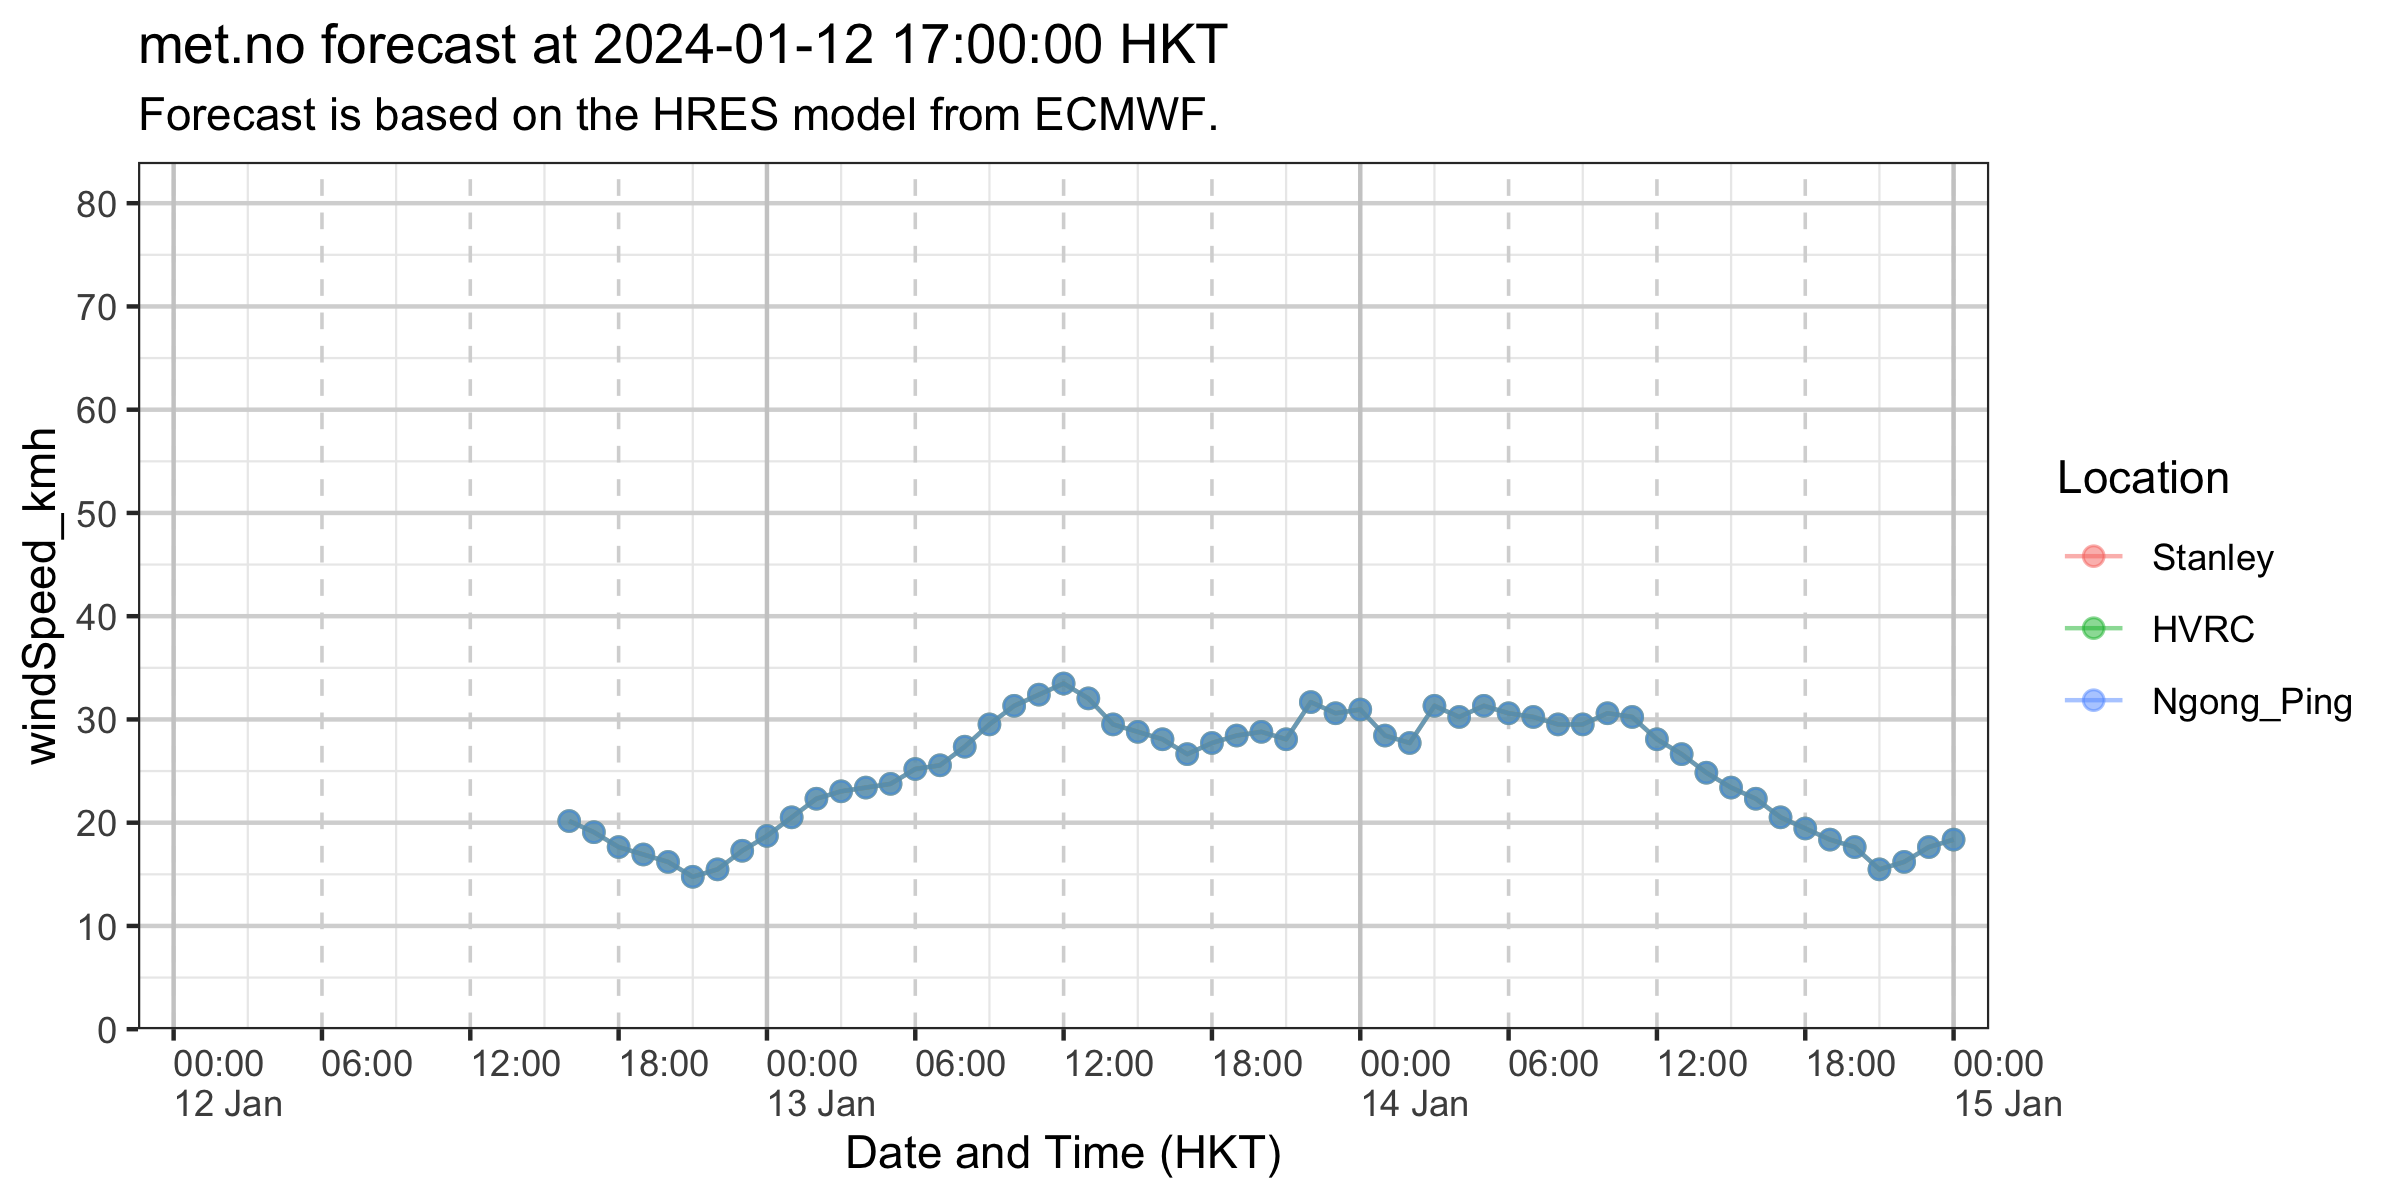 met.no forecast at 2024-01-12 17:00:00 HKT
Forecast is based on the HRES model from ECMWF.
windSpeed_kmh
80
70
60
50
40
30
20
10
0
00:00 06:00 12:00 18:00 00:00 06:00 12:00 18:00 00:00 06:00 12:00 18:00 00:00
12 Jan 13 Jan 14 Jan 15 Jan
Date and Time (HKT)
Location
Stanley
HVRC
Ngong_Ping